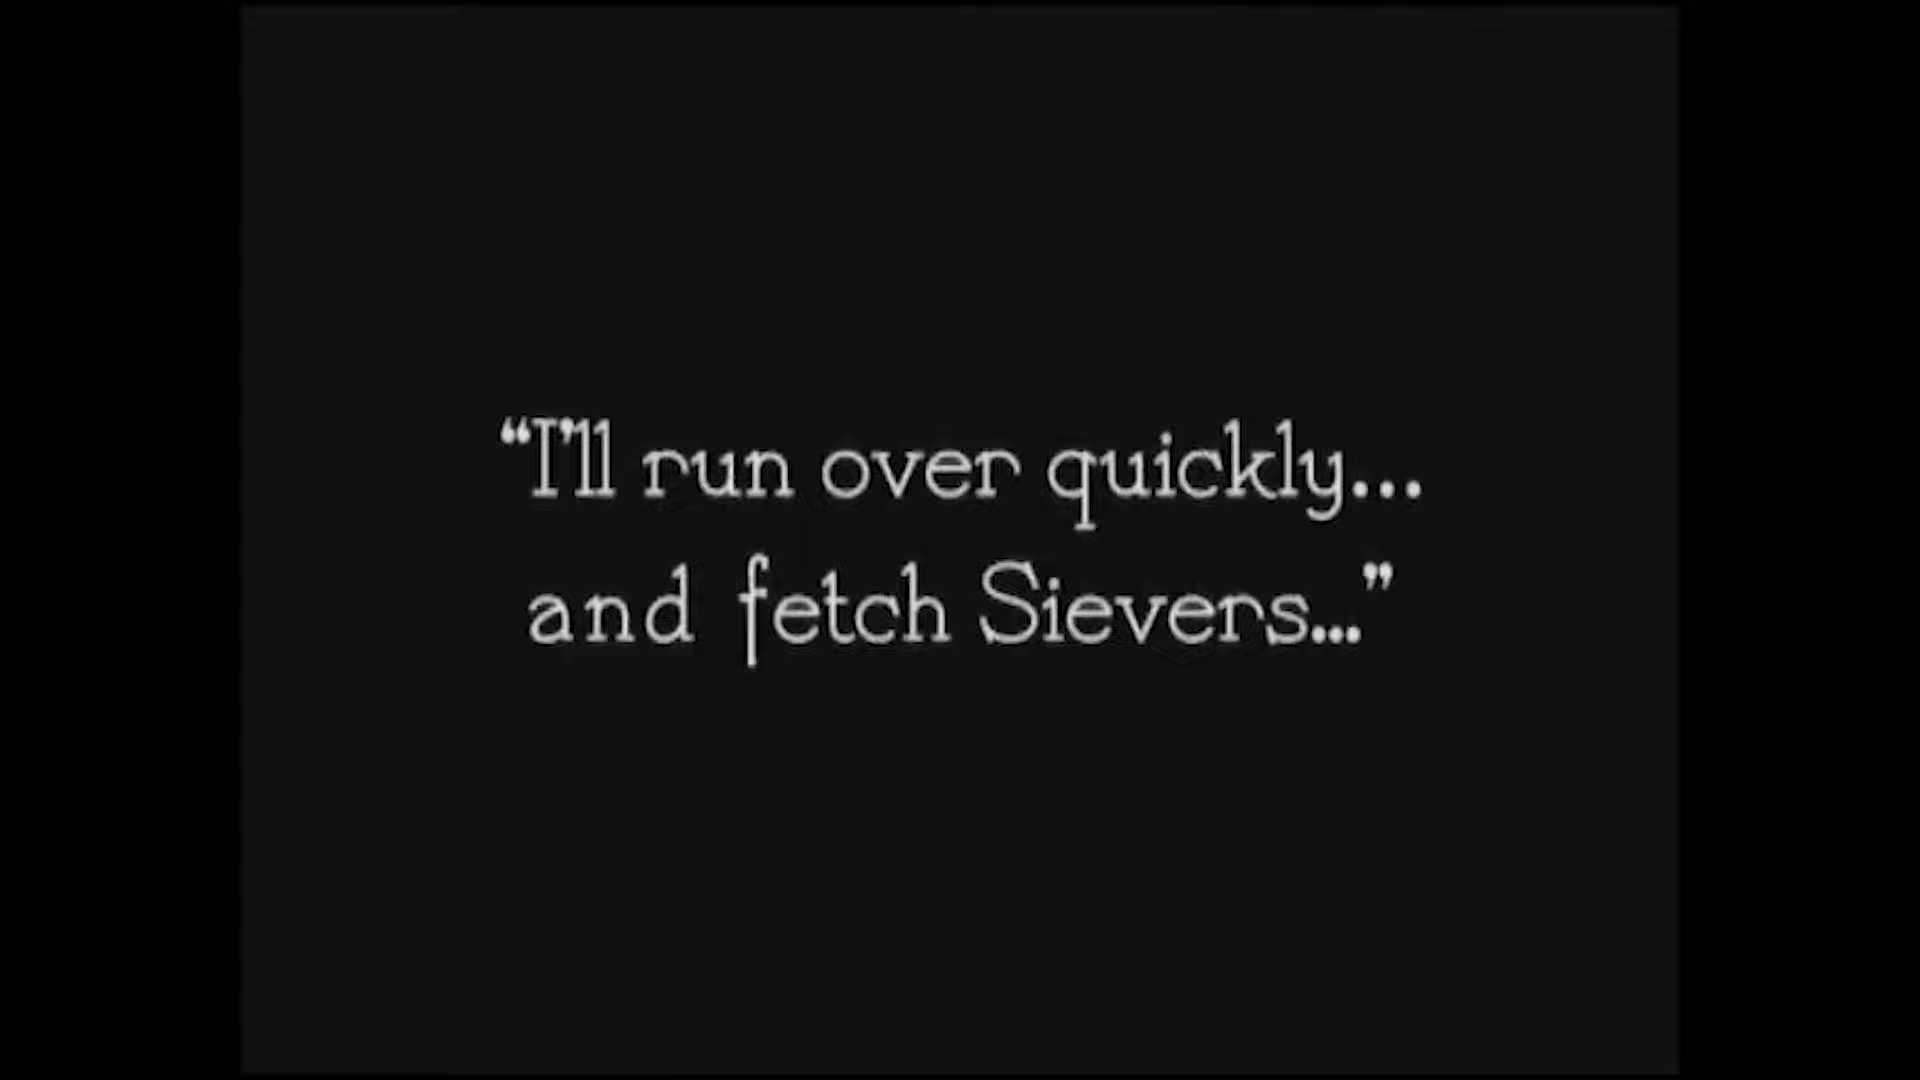 “I’ll run over quickly...
and fetch Sievers...”